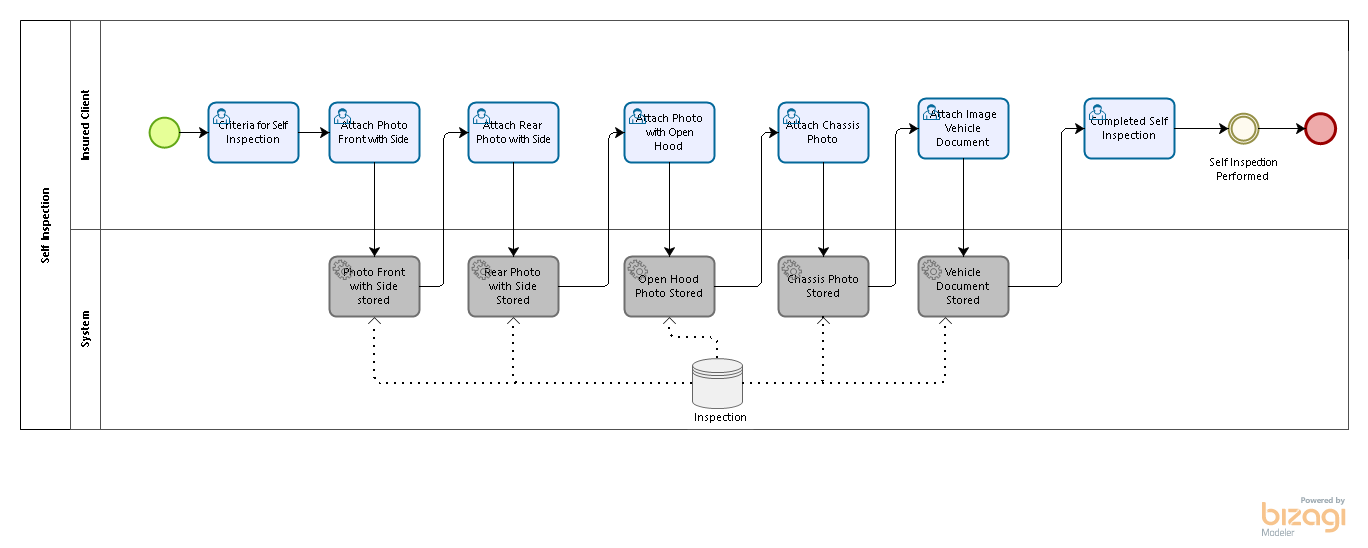 Self Inspection
Insured Client
Criteria for Self
Inspection
Attach Photo
Front with Side
Attach Rear
Photo with Side
Attach Photo
with Open
Hood
Attach Chassis
Photo
Attach Image
Vehicle
Document
Completed Self
Inspection
Self Inspection
Performed
System
Photo Front
with Side
stored
Rear Photo
with Side
Stored
Open Hood
Photo Stored
Chassis Photo
Stored
Vehicle
Document
Stored
Inspection
Powered by
bizagi
Modeler